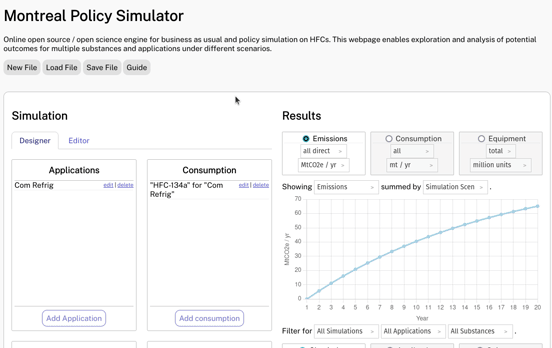 Montreal Policy Simulator
Online open source / open science engine for business as usual and policy simulation on HFCs. This webpage enables exploration and analysis of potential
outcomes for multiple substances and applications under different scenarios.
New File Load File Save File Guide
Simulation
Designer Editor
Applications
Com Refrig edit | delete
Add Application
Consumption
"HFC-134a" for "Com edit | delete
Refrig"
Add consumption
Results
Emissions
all direct
MtCO2e / yr
Consumption
all
mt / yr
Equipment
total
million units
Showing Emissions summed by Simulation Scen .
MtCO2e / yr
70
60
50
40
30
20
10
0
1 2 3 4 5 6 7 8 9 10 11 12 13 14 15 16 17 18 19 20
Year
Filter for All Simulations All Applications All Substances .